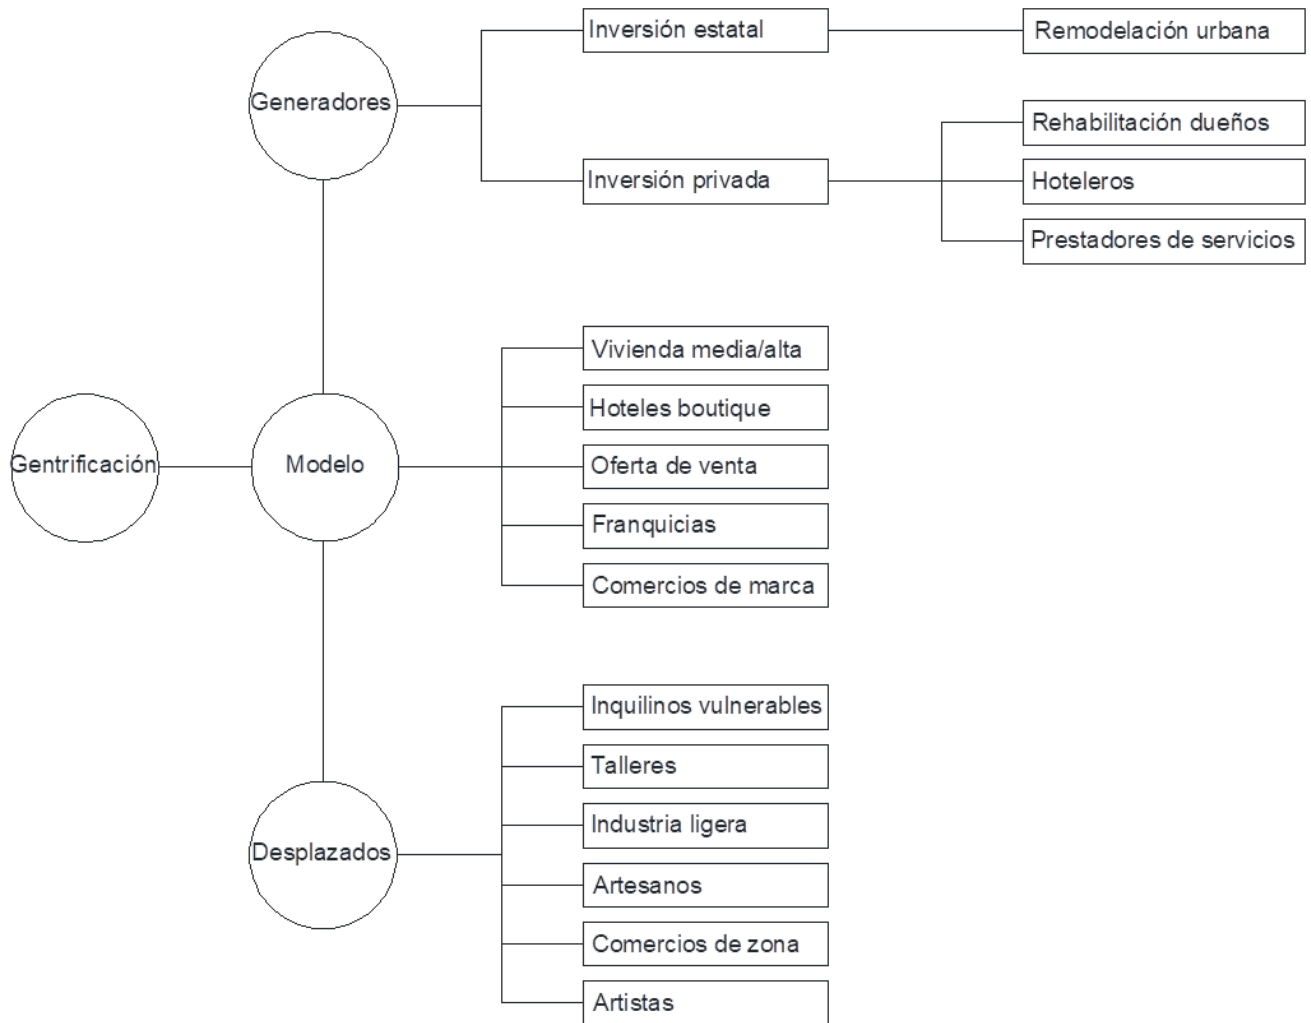 Inversión estatal
Remodelación urbana
Generadores
Rehabilitación dueños
Inversión privada
Hoteleros
Prestadores de servicios
Vivienda media/alta
Hoteles boutique
Gentrificación
Modelo
Oferta de venta
Franquicias
Comercios de marca
Inquilinos vulnerables
Talleres
Industria ligera
Desplazados
Artesanos
Comercios de zona
Artistas